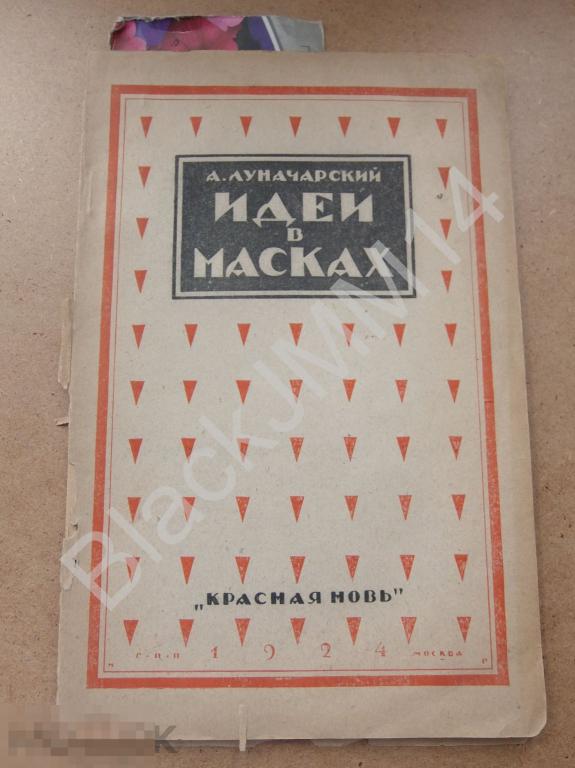 А. ЛУНАЧАРСКИЙ
ИДЕИ
В
МАСКАХ
"КРАСНАЯ НОВЬ"
1924 МОСКВА
BlackJMM14